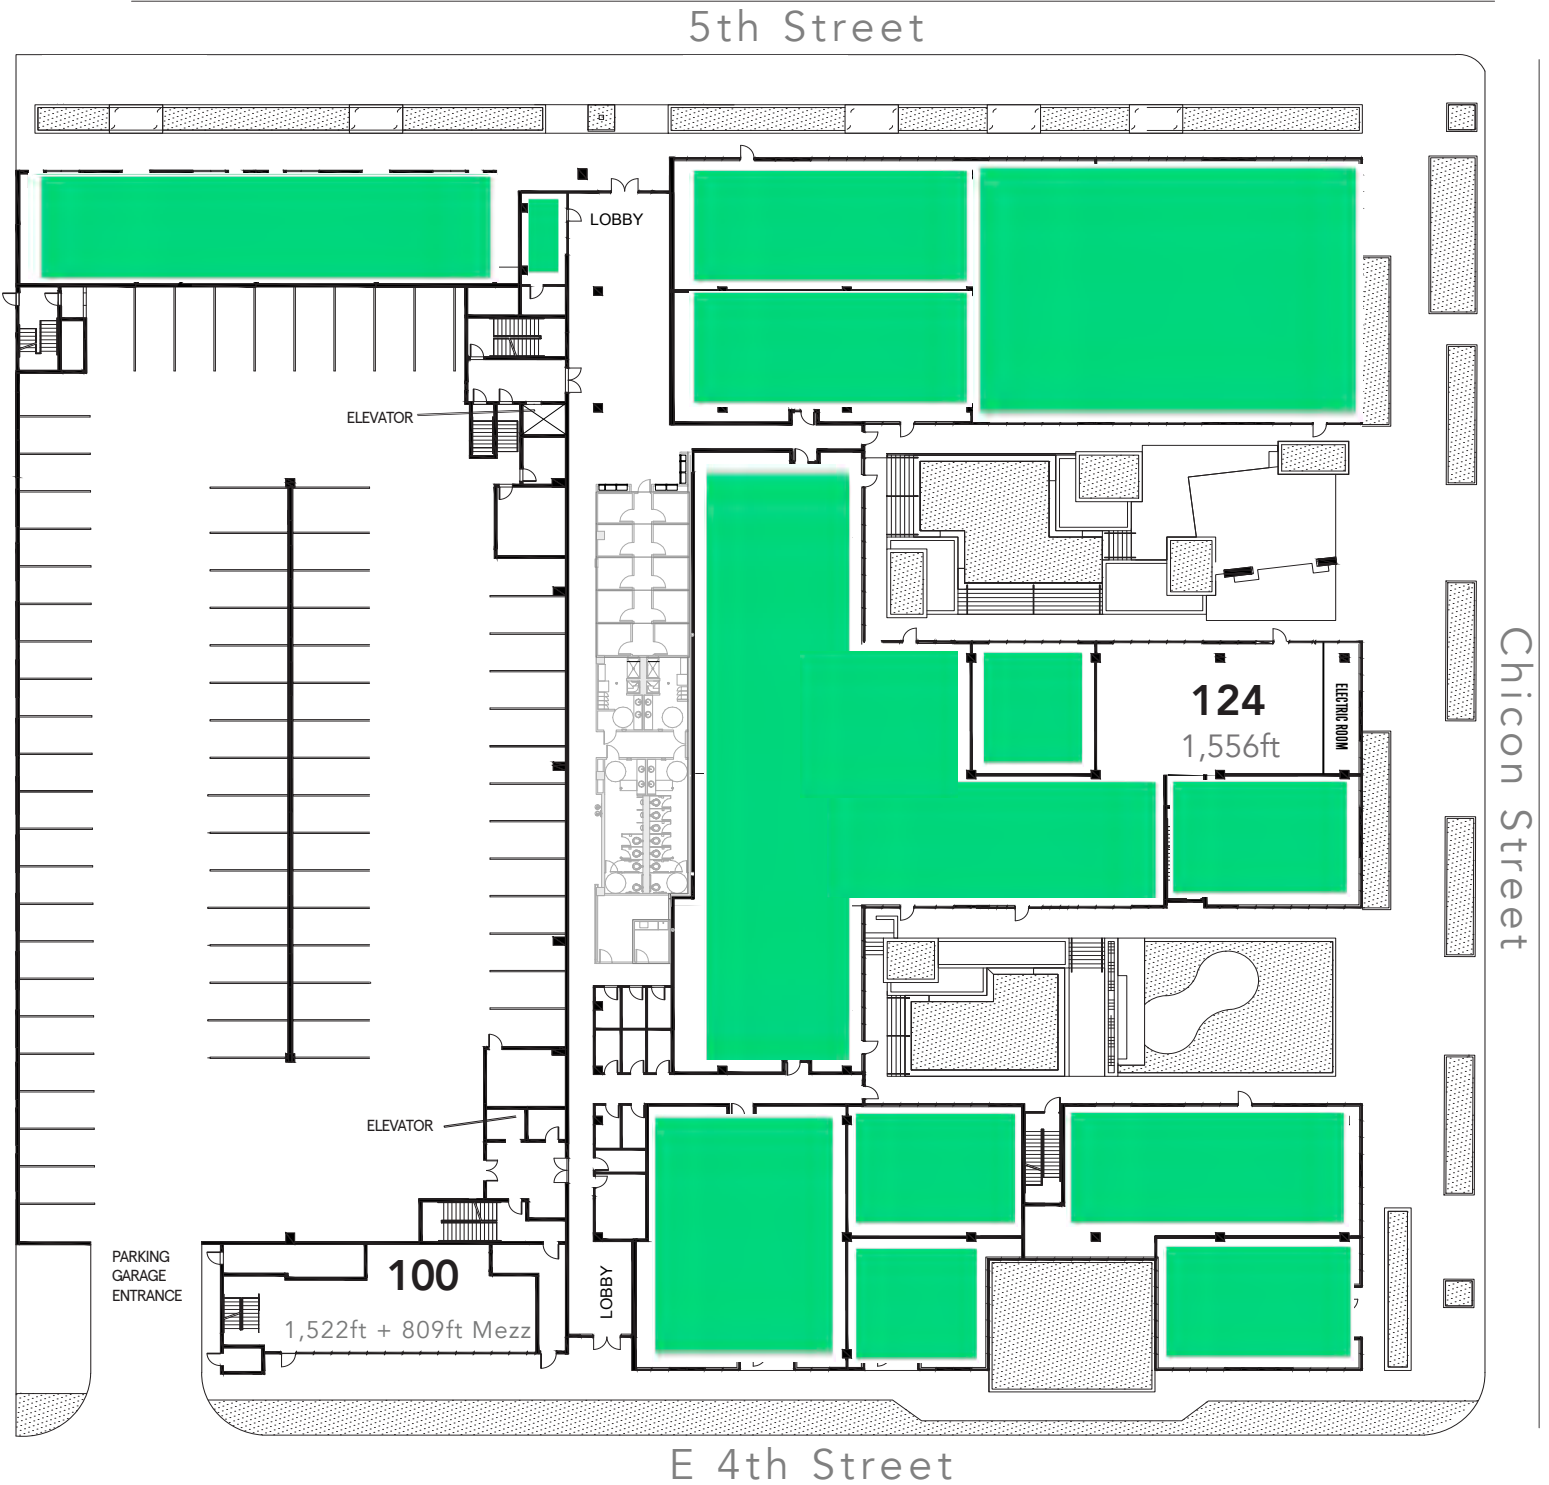 5th Street
LOBBY
ELEVATOR
124
1,556ft
ELECTRIC ROOM
Chicon Street
ELEVATOR
PARKING
GARAGE
ENTRANCE
100
1,522ft + 809ft Mezz
LOBBY
E 4th Street